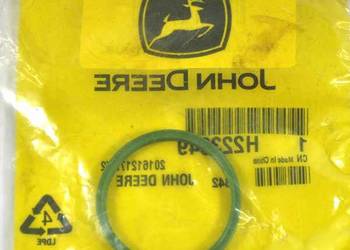 JOHN DEERE
1
CN Made in China
JOHN DEERE
4
LDPE